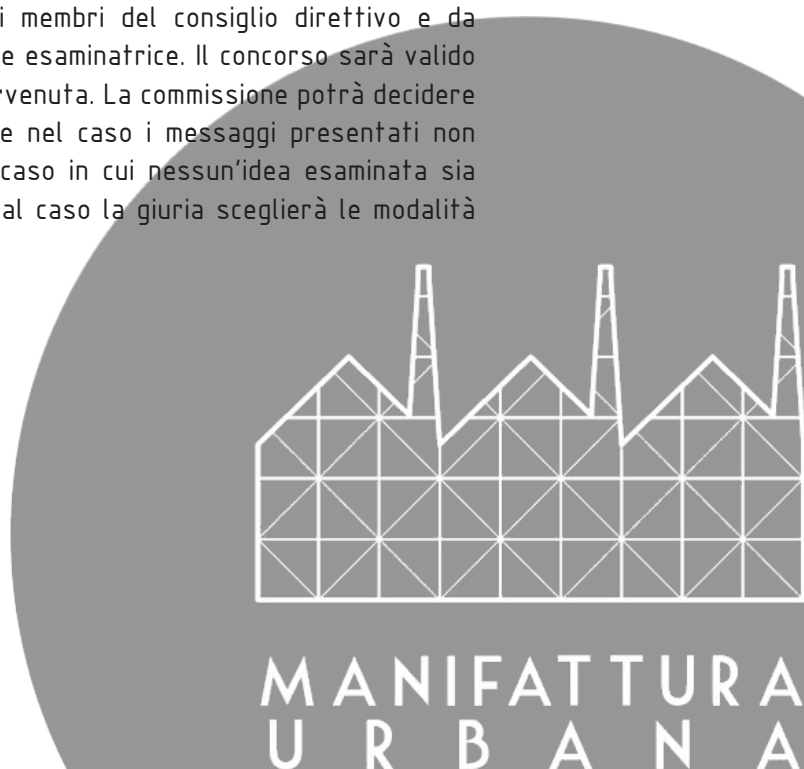 i membri del consiglio direttivo e da
e esaminatrice. Il concorso sarà valido
rvenuta. La commissione potrà decidere
e nel caso i messaggi presentati non
caso in cui nessun'idea esaminata sia
al caso la giuria sceglierà le modalità
MANIFATTURA
URBANA